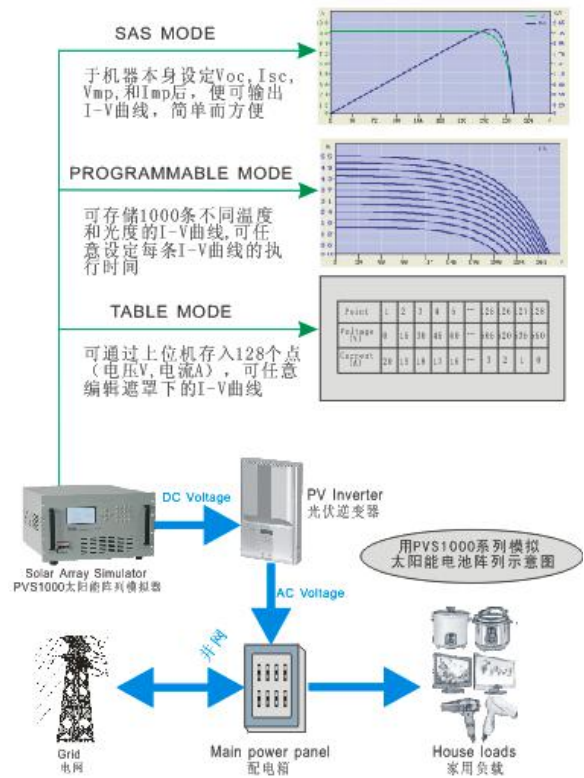 SAS MODE
于机器本身设定Voc,Isc,
Vmp,和Imp后，便可输出
I-V曲线，简单而方便
PROGRAMMABLE MODE
可存储1000条不同温度
和光度的I-V曲线,可任
意设定每条I-V曲线的执
行时间
TABLE MODE
可通过上位机存入128个点
（电压V,电流A），可任意
编辑遮罩下的I-V曲线
Point 1 2 3 4 5 --- 125 126 127 128
Voltage
(V)
Current
(A)
DC Voltage
PV Inverter
光伏逆变器
Solar Array Simulator
PVS1000太阳能阵列模拟器
用PVS1000系列模拟
太阳能电池阵列示意图
AC Voltage
并网
Grid
电网
Main power panel
配电箱
House loads
家用负载